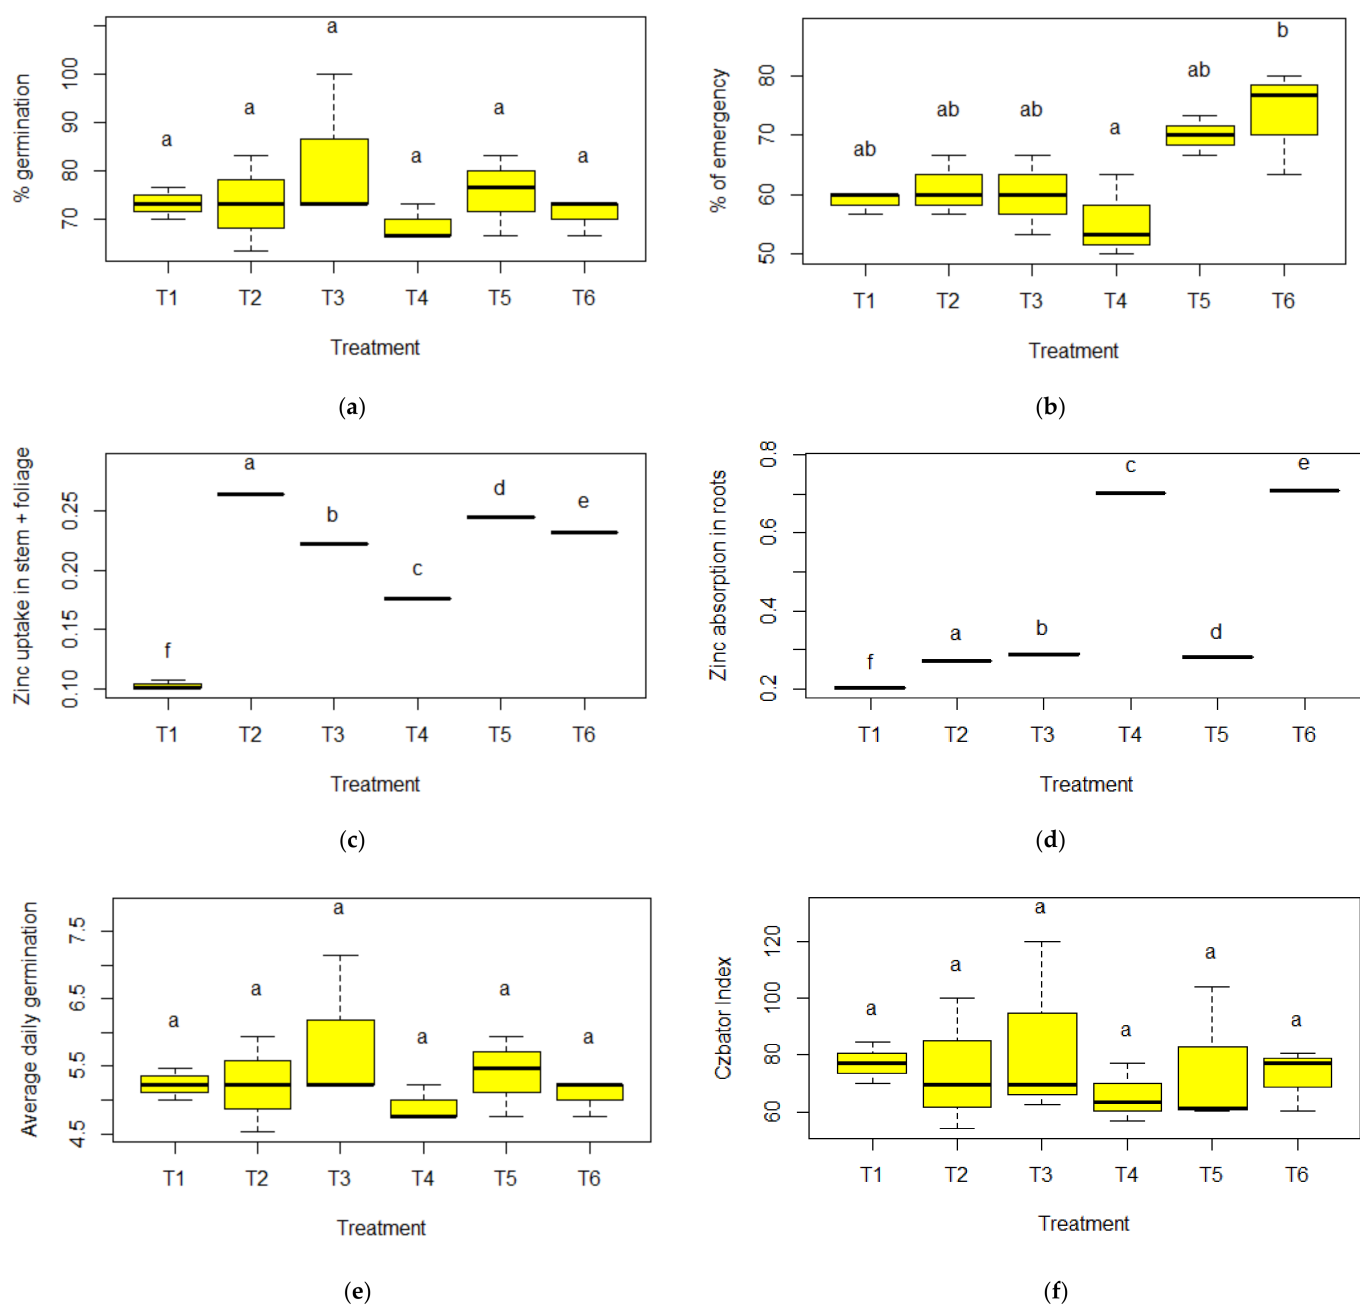 % germination
100
90
80
70
a
a
a
a
a
a
T1 T2 T3 T4 T5 T6
Treatment
(a)
% of emergency
80
70
60
50
ab
ab
ab
a
ab
b
T1 T2 T3 T4 T5 T6
Treatment
(b)
Zinc uptake in stem + foliage
0.25
0.20
0.15
0.10
f
a
b
c
d
e
T1 T2 T3 T4 T5 T6
Treatment
(c)
Zinc absorption in roots
0.8
0.6
0.4
0.2
f
a
b
c
d
e
T1 T2 T3 T4 T5 T6
Treatment
(d)
Average daily germination
7.5
6.5
5.5
4.5
a
a
a
a
a
a
T1 T2 T3 T4 T5 T6
Treatment
(e)
Czbator Index
120
100
80
60
a
a
a
a
a
a
T1 T2 T3 T4 T5 T6
Treatment
(f)